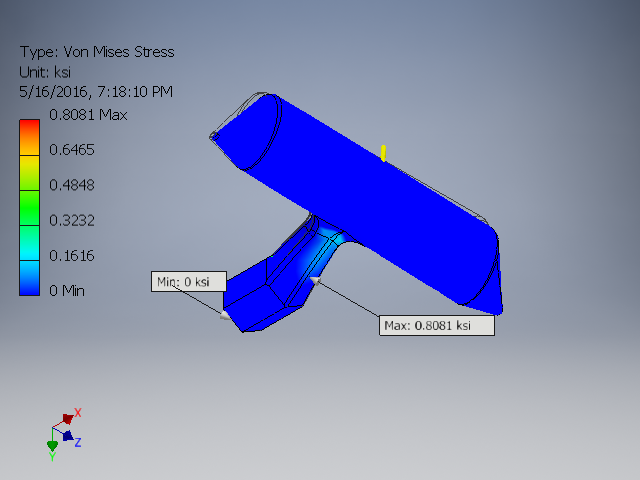 Type: Von Mises Stress
Unit: ksi
5/16/2016, 7:18:10 PM
0.8081 Max
0.6465
0.4848
0.3232
0.1616
0 Min
Min: 0 ksi
Max: 0.8081 ksi
X
Z
Y